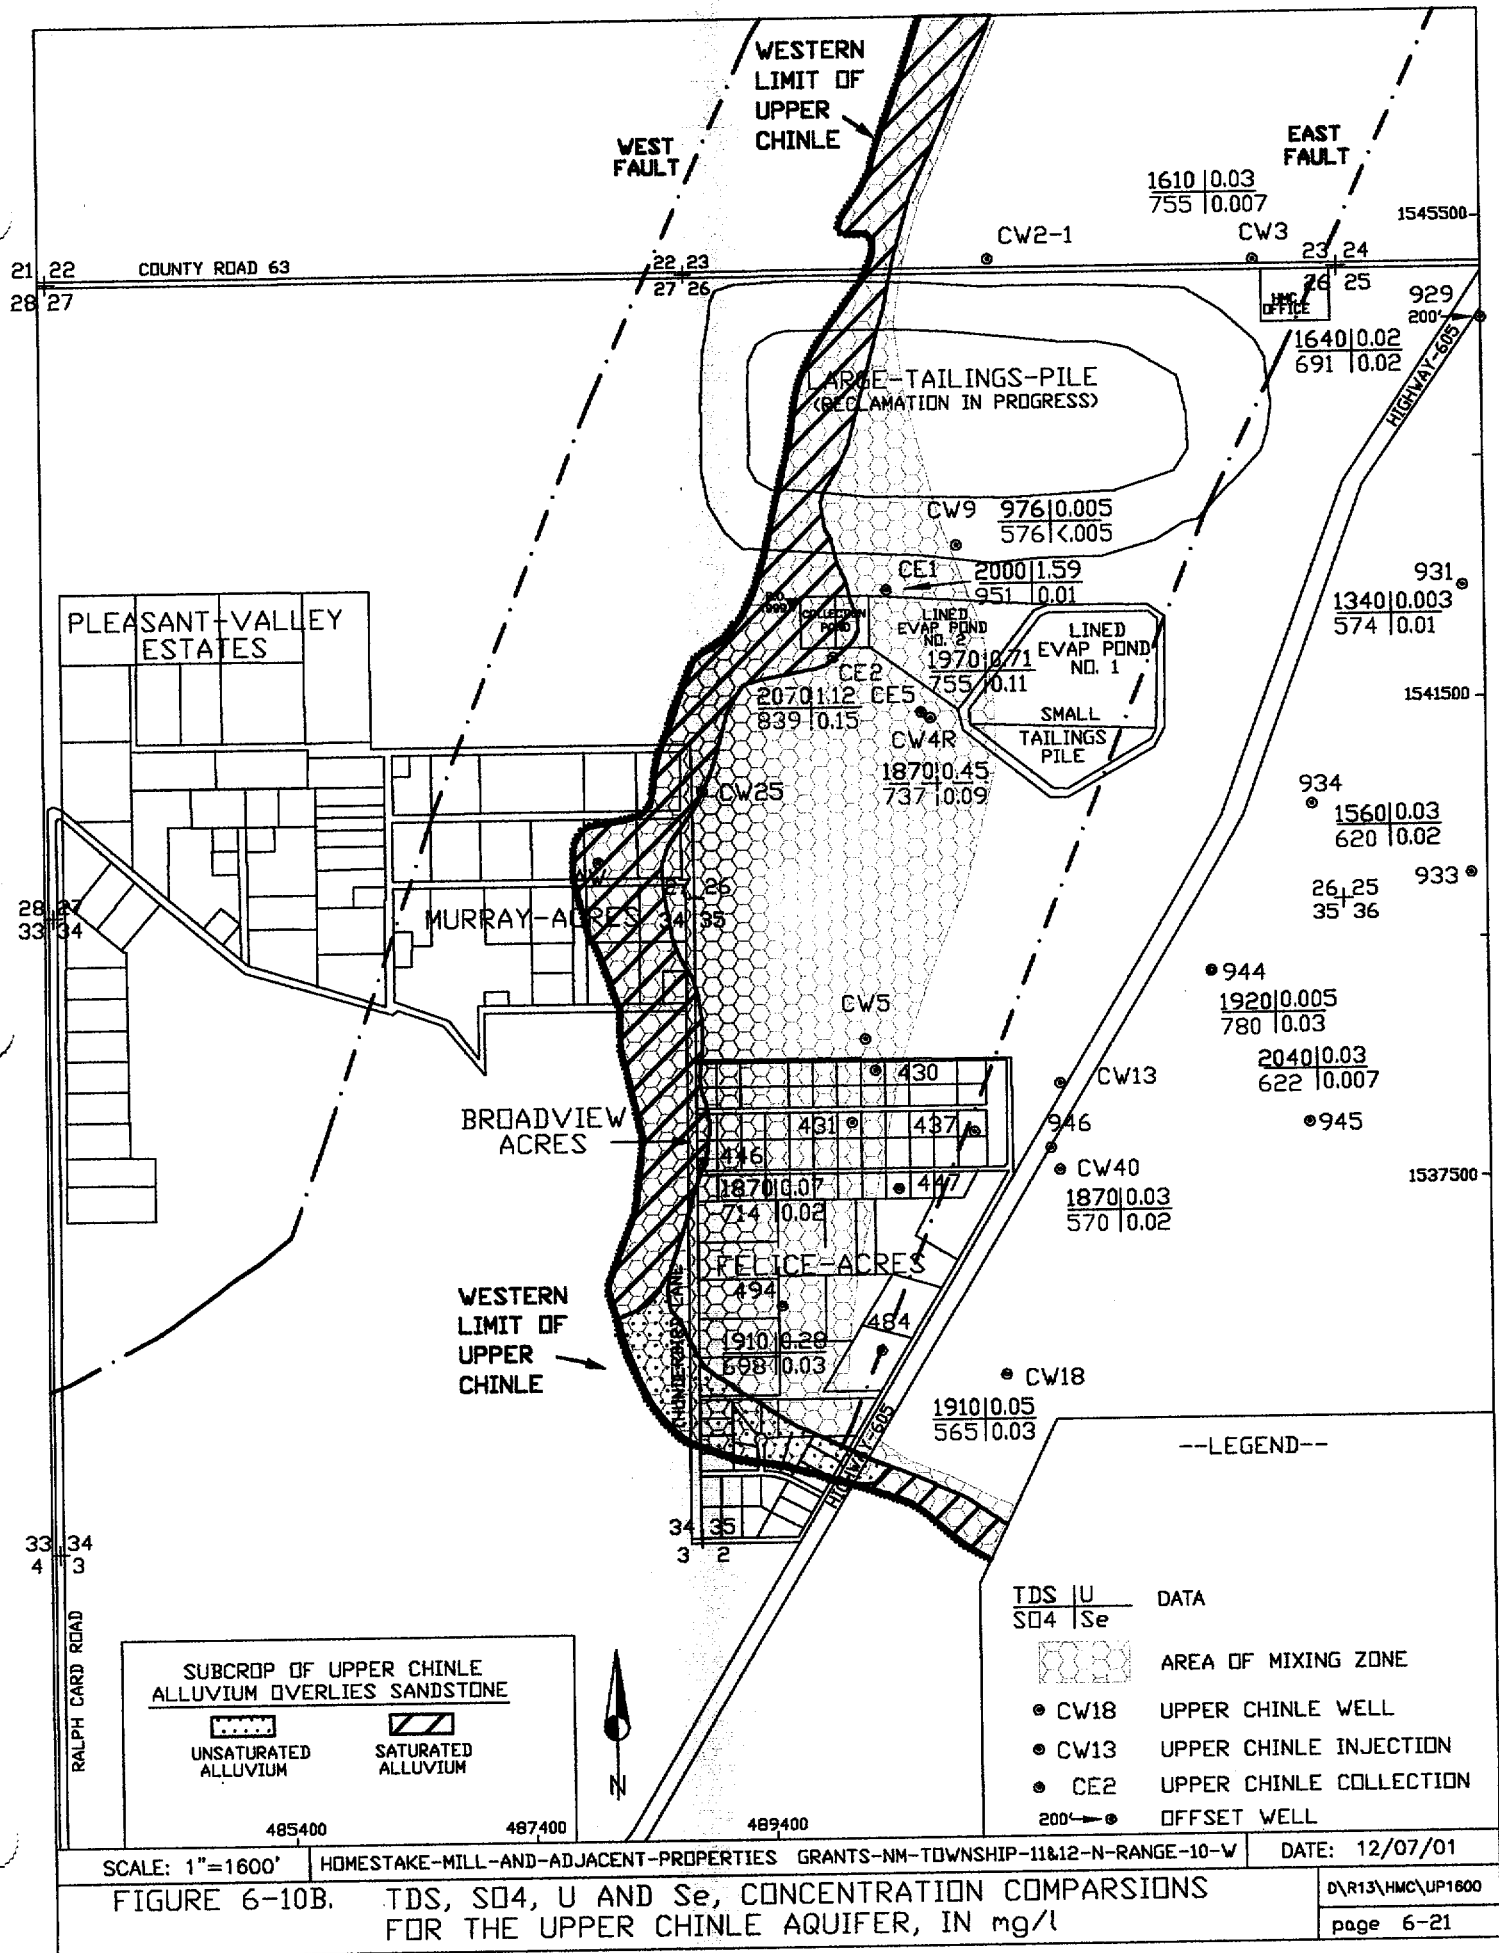 WESTERN
LIMIT OF
UPPER
CHINLE
WEST
FAULT
EAST
FAULT
1610 | 0.03
755 | 0.007
1545500
CW2-1
CW3
23 24
26 25
21 22
28 27
COUNTY ROAD 63
22 23
27 26
HMC
OFFICE
929
200'
1640 | 0.02
691 | 0.02
HIGHWAY-605
LARGE-TAILINGS-PILE
(RECLAMATION IN PROGRESS)
CW9
976 | 0.005
576 | <.005
CE1
2000 | 1.59
951 | 0.01
931
1340 | 0.003
574 | 0.01
COLLECTION
POND
LINED
EVAP POND
NO. 2
LINED
EVAP POND
NO. 1
PLEASANT-VALLEY
ESTATES
CE2
1970 | 0.71
755 | 0.11
2070 | 1.12
839 | 0.15
CE5
1541500
SMALL
TAILINGS
PILE
CW4R
1870 | 0.45
737 | 0.09
CW25
934
1560 | 0.03
620 | 0.02
933
26 25
35 36
28 27
33 34
MURRAY-ACRES
26
34 35
944
1920 | 0.005
780 | 0.03
CW5
2040 | 0.03
622 | 0.007
430
CW13
BROADVIEW
ACRES
431
437
946
945
446
CW40
1537500
1870 | 0.07
714 | 0.02
447
1870 | 0.03
570 | 0.02
FELICE-ACRES
WESTERN
LIMIT OF
UPPER
CHINLE
THUNDERBIRD LANE
494
484
1910 | 0.28
698 | 0.03
CW18
1910 | 0.05
565 | 0.03
HIGHWAY-605
--LEGEND--
33 34
4 3
34 35
3 2
TDS | U
SO4 | Se
DATA
AREA OF MIXING ZONE
CW18 UPPER CHINLE WELL
CW13 UPPER CHINLE INJECTION
CE2 UPPER CHINLE COLLECTION
200' OFFSET WELL
RALPH CARD ROAD
SUBCROP OF UPPER CHINLE
ALLUVIUM OVERLIES SANDSTONE
UNSATURATED
ALLUVIUM
SATURATED
ALLUVIUM
N
485400
487400
489400
SCALE: 1"=1600'
HOMESTAKE-MILL-AND-ADJACENT-PROPERTIES GRANTS-NM-TOWNSHIP-11&12-N-RANGE-10-W
DATE: 12/07/01
FIGURE 6-10B. TDS, SO4, U AND Se, CONCENTRATION COMPARSIONS
FOR THE UPPER CHINLE AQUIFER, IN mg/l
D\R13\HMC\UP1600
page 6-21